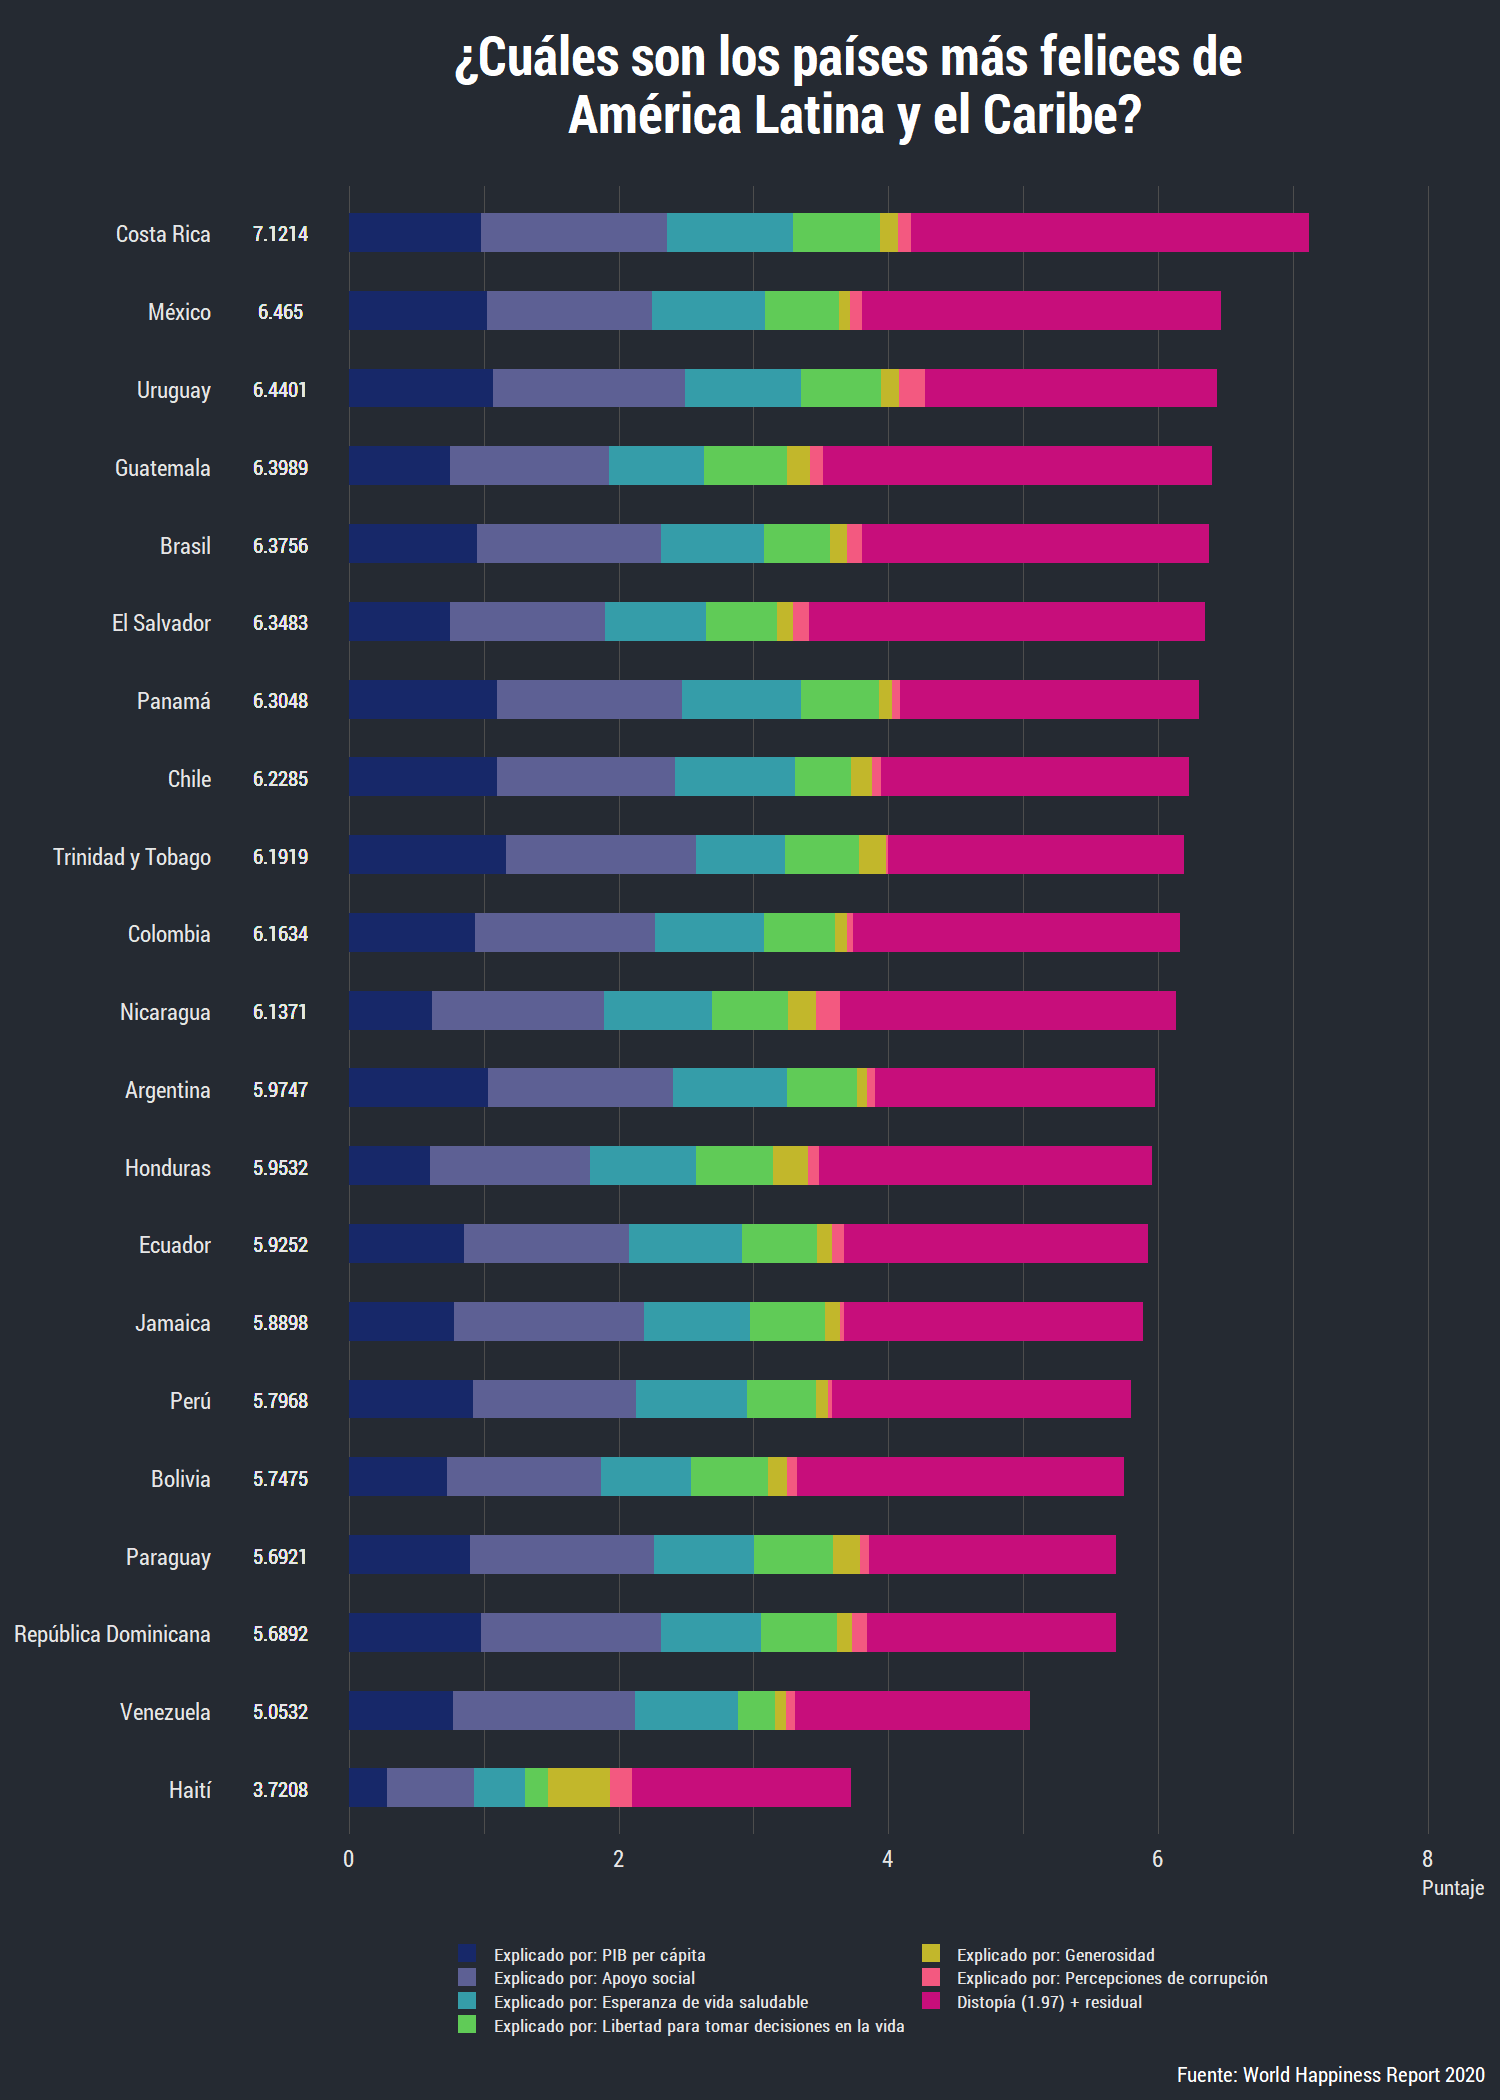 ¿Cuáles son los países más felices de
América Latina y el Caribe?
Costa Rica 7.1214
México 6.465
Uruguay 6.4401
Guatemala 6.3989
Brasil 6.3756
El Salvador 6.3483
Panamá 6.3048
Chile 6.2285
Trinidad y Tobago 6.1919
Colombia 6.1634
Nicaragua 6.1371
Argentina 5.9747
Honduras 5.9532
Ecuador 5.9252
Jamaica 5.8898
Perú 5.7968
Bolivia 5.7475
Paraguay 5.6921
República Dominicana 5.6892
Venezuela 5.0532
Haití 3.7208
0 2 4 6 8
Puntaje
Explicado por: PIB per cápita
Explicado por: Apoyo social
Explicado por: Esperanza de vida saludable
Explicado por: Libertad para tomar decisiones en la vida
Explicado por: Generosidad
Explicado por: Percepciones de corrupción
Distopía (1.97) + residual
Fuente: World Happiness Report 2020